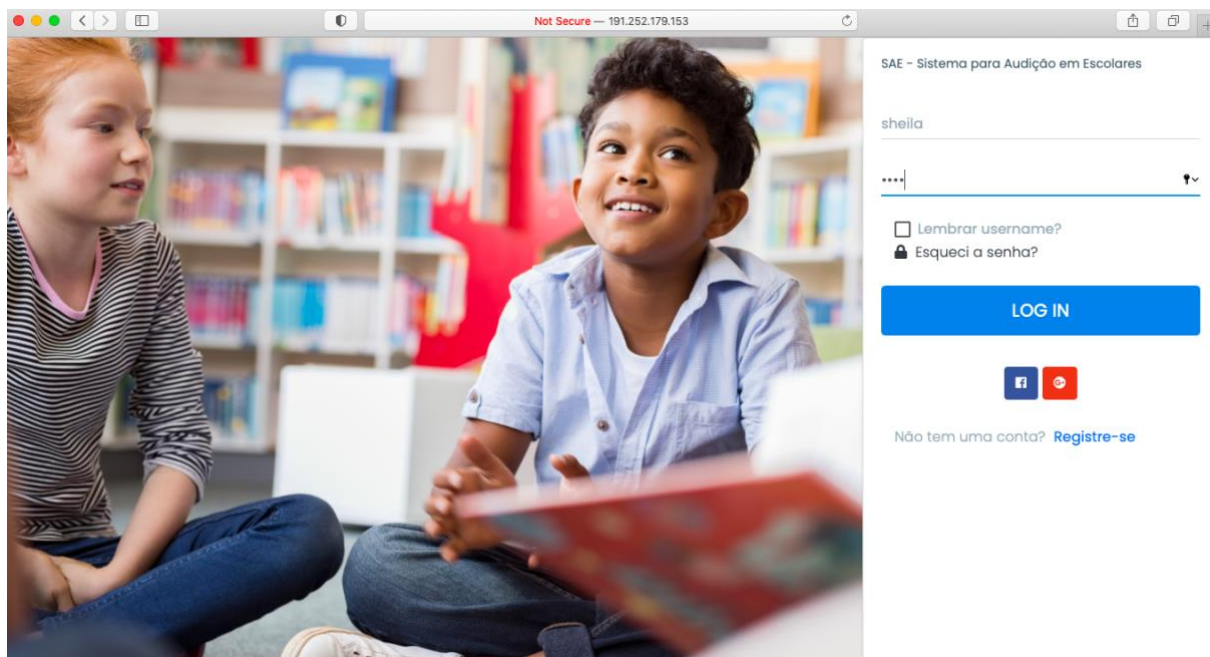 Not Secure — 191.252.179.153
SAE - Sistema para Audição em Escolares
sheila
••••
Lembrar username?
Esqueci a senha?
LOG IN
Não tem uma conta? Registre-se